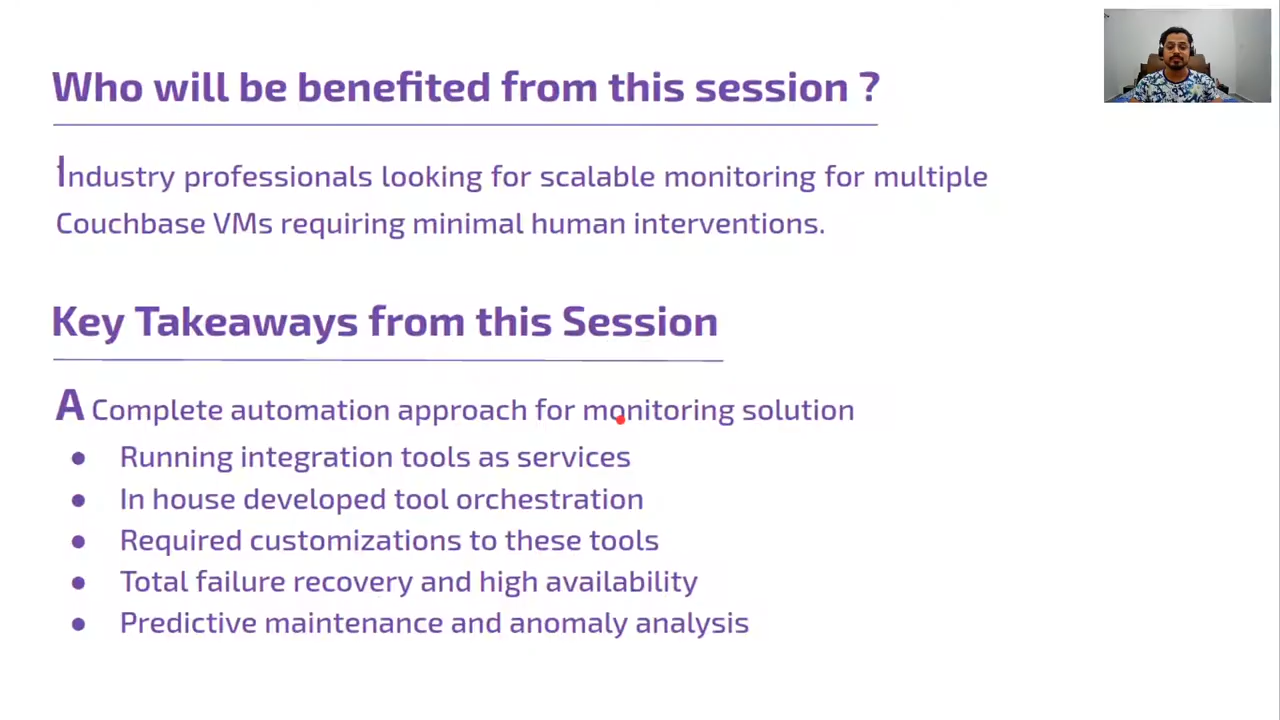 Who will be benefited from this session ?
Industry professionals looking for scalable monitoring for multiple
Couchbase VMs requiring minimal human interventions.
Key Takeaways from this Session
A Complete automation approach for monitoring solution
● Running integration tools as services
● In house developed tool orchestration
● Required customizations to these tools
● Total failure recovery and high availability
● Predictive maintenance and anomaly analysis